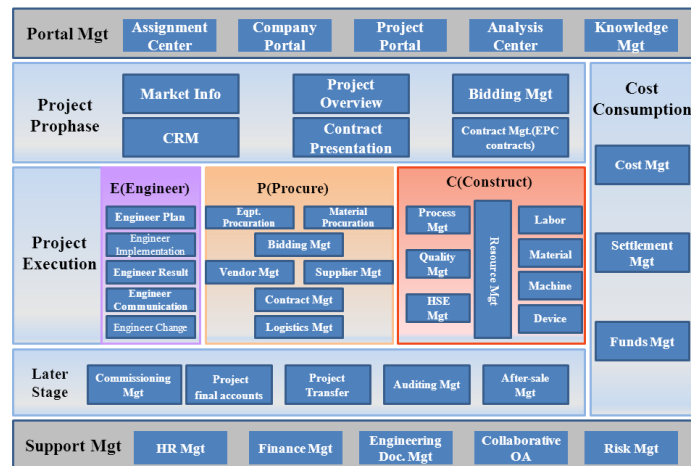 Portal Mgt
Assignment
Center
Company
Portal
Project
Portal
Analysis
Center
Knowledge
Mgt
Project
Prophase
Market Info
Project
Overview
Bidding Mgt
CRM
Contract
Presentation
Contract Mgt.(EPC
contracts)
Cost
Consumption
Cost Mgt
Settlement
Mgt
Funds Mgt
Project
Execution
E(Engineer)
Engineer Plan
Engineer
Implementation
Engineer Result
Engineer
Communication
Engineer Change
P(Procure)
Eqpt.
Procuration
Material
Procuration
Bidding Mgt
Vendor Mgt
Supplier Mgt
Contract Mgt
Logistics Mgt
C(Construct)
Process
Mgt
Quality
Mgt
HSE Mgt
Resource Mgt
Labor
Material
Machine
Device
Later
Stage
Commissioning
Mgt
Project
final accounts
Project
Transfer
Auditing Mgt
After-sale
Mgt
Support Mgt
HR Mgt
Finance Mgt
Engineering
Doc. Mgt
Collaborative
OA
Risk Mgt